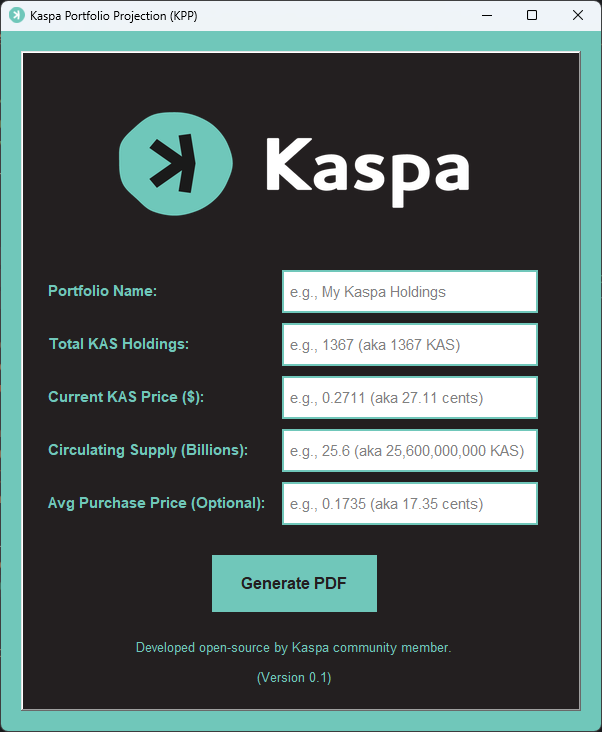 Kaspa Portfolio Projection (KPP)
Kaspa
Portfolio Name:
e.g., My Kaspa Holdings
Total KAS Holdings:
e.g., 1367 (aka 1367 KAS)
Current KAS Price ($):
e.g., 0.2711 (aka 27.11 cents)
Circulating Supply (Billions):
e.g., 25.6 (aka 25,600,000,000 KAS)
Avg Purchase Price (Optional):
e.g., 0.1735 (aka 17.35 cents)
Generate PDF
Developed open-source by Kaspa community member.
(Version 0.1)